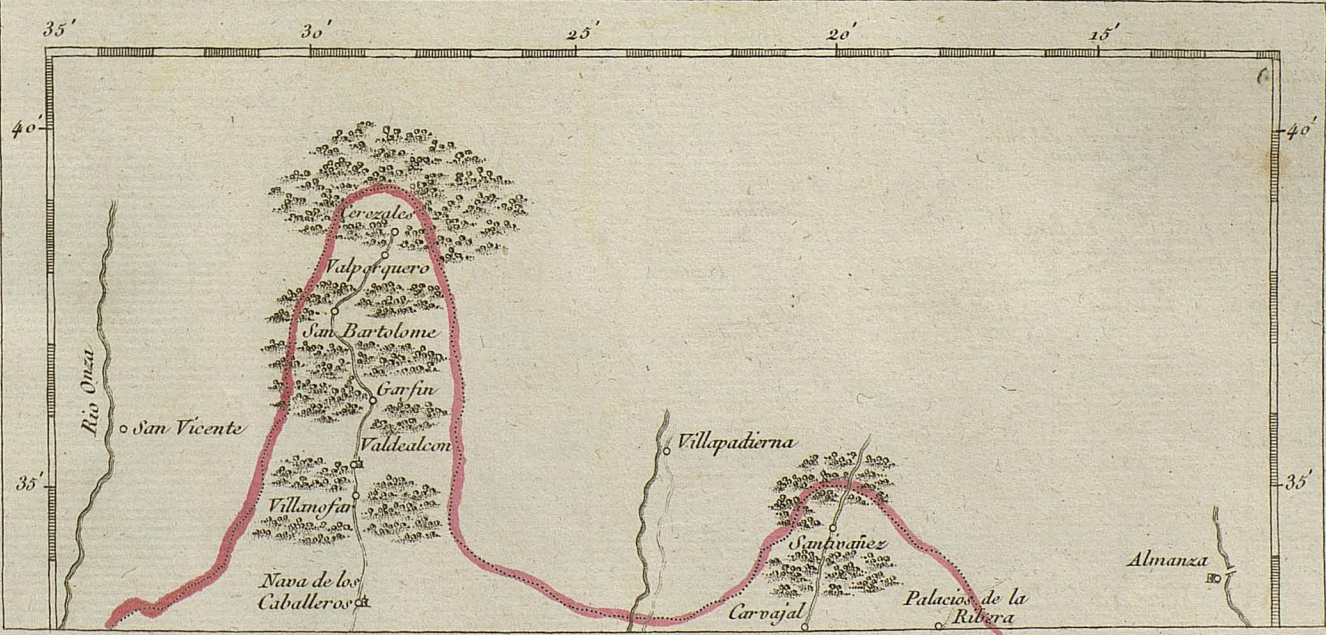 35'
30'
25'
20'
15'
40'
40'
Cerezales
Valporquero
San Bartolome
Rio Onza
Garfin
San Vicente
Valdealcon
Villapadierna
35'
35'
Villanofar
Santivañez
Almanza
Nava de los
Caballeros
Carvajal
Palacios de la
Ribera